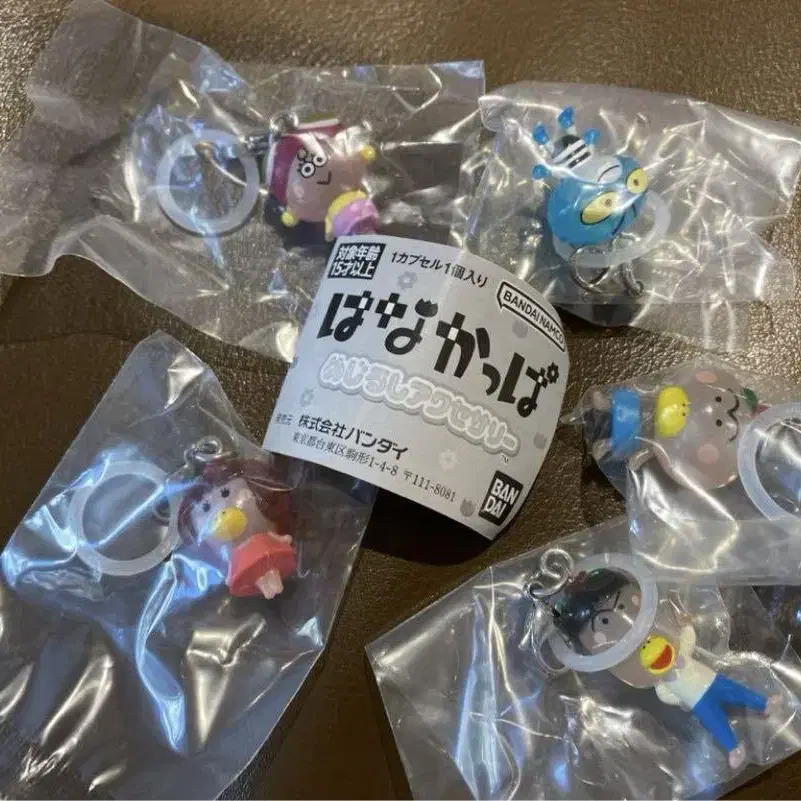 対象年齢
15才以上
1カプセル1個入り
BANDAI NAMCO
はなかっぱ
めじるしアクセサリー
TM
発売元 株式会社バンダイ
東京都台東区駒形1-4-8 〒111-8081
BAN
DAI